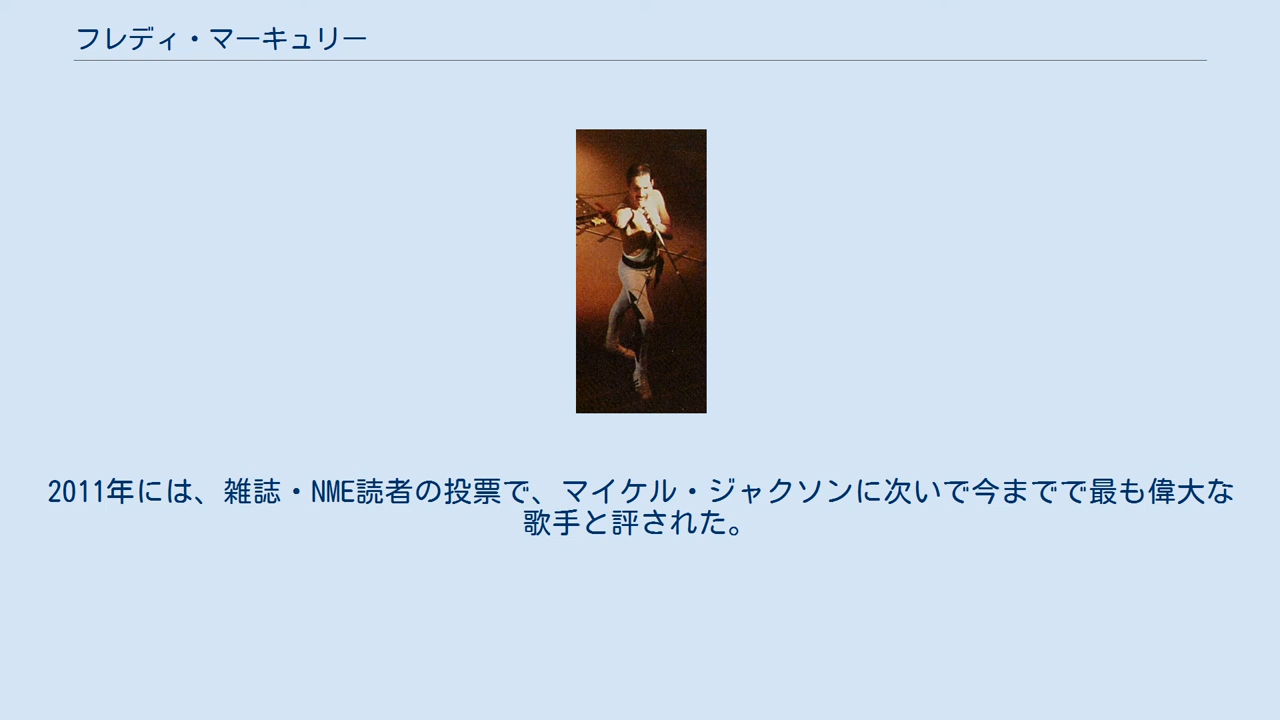 フレディ・マーキュリー
2011年には、雑誌・NME読者の投票で、マイケル・ジャクソンに次いで今までで最も偉大な
歌手と評された。